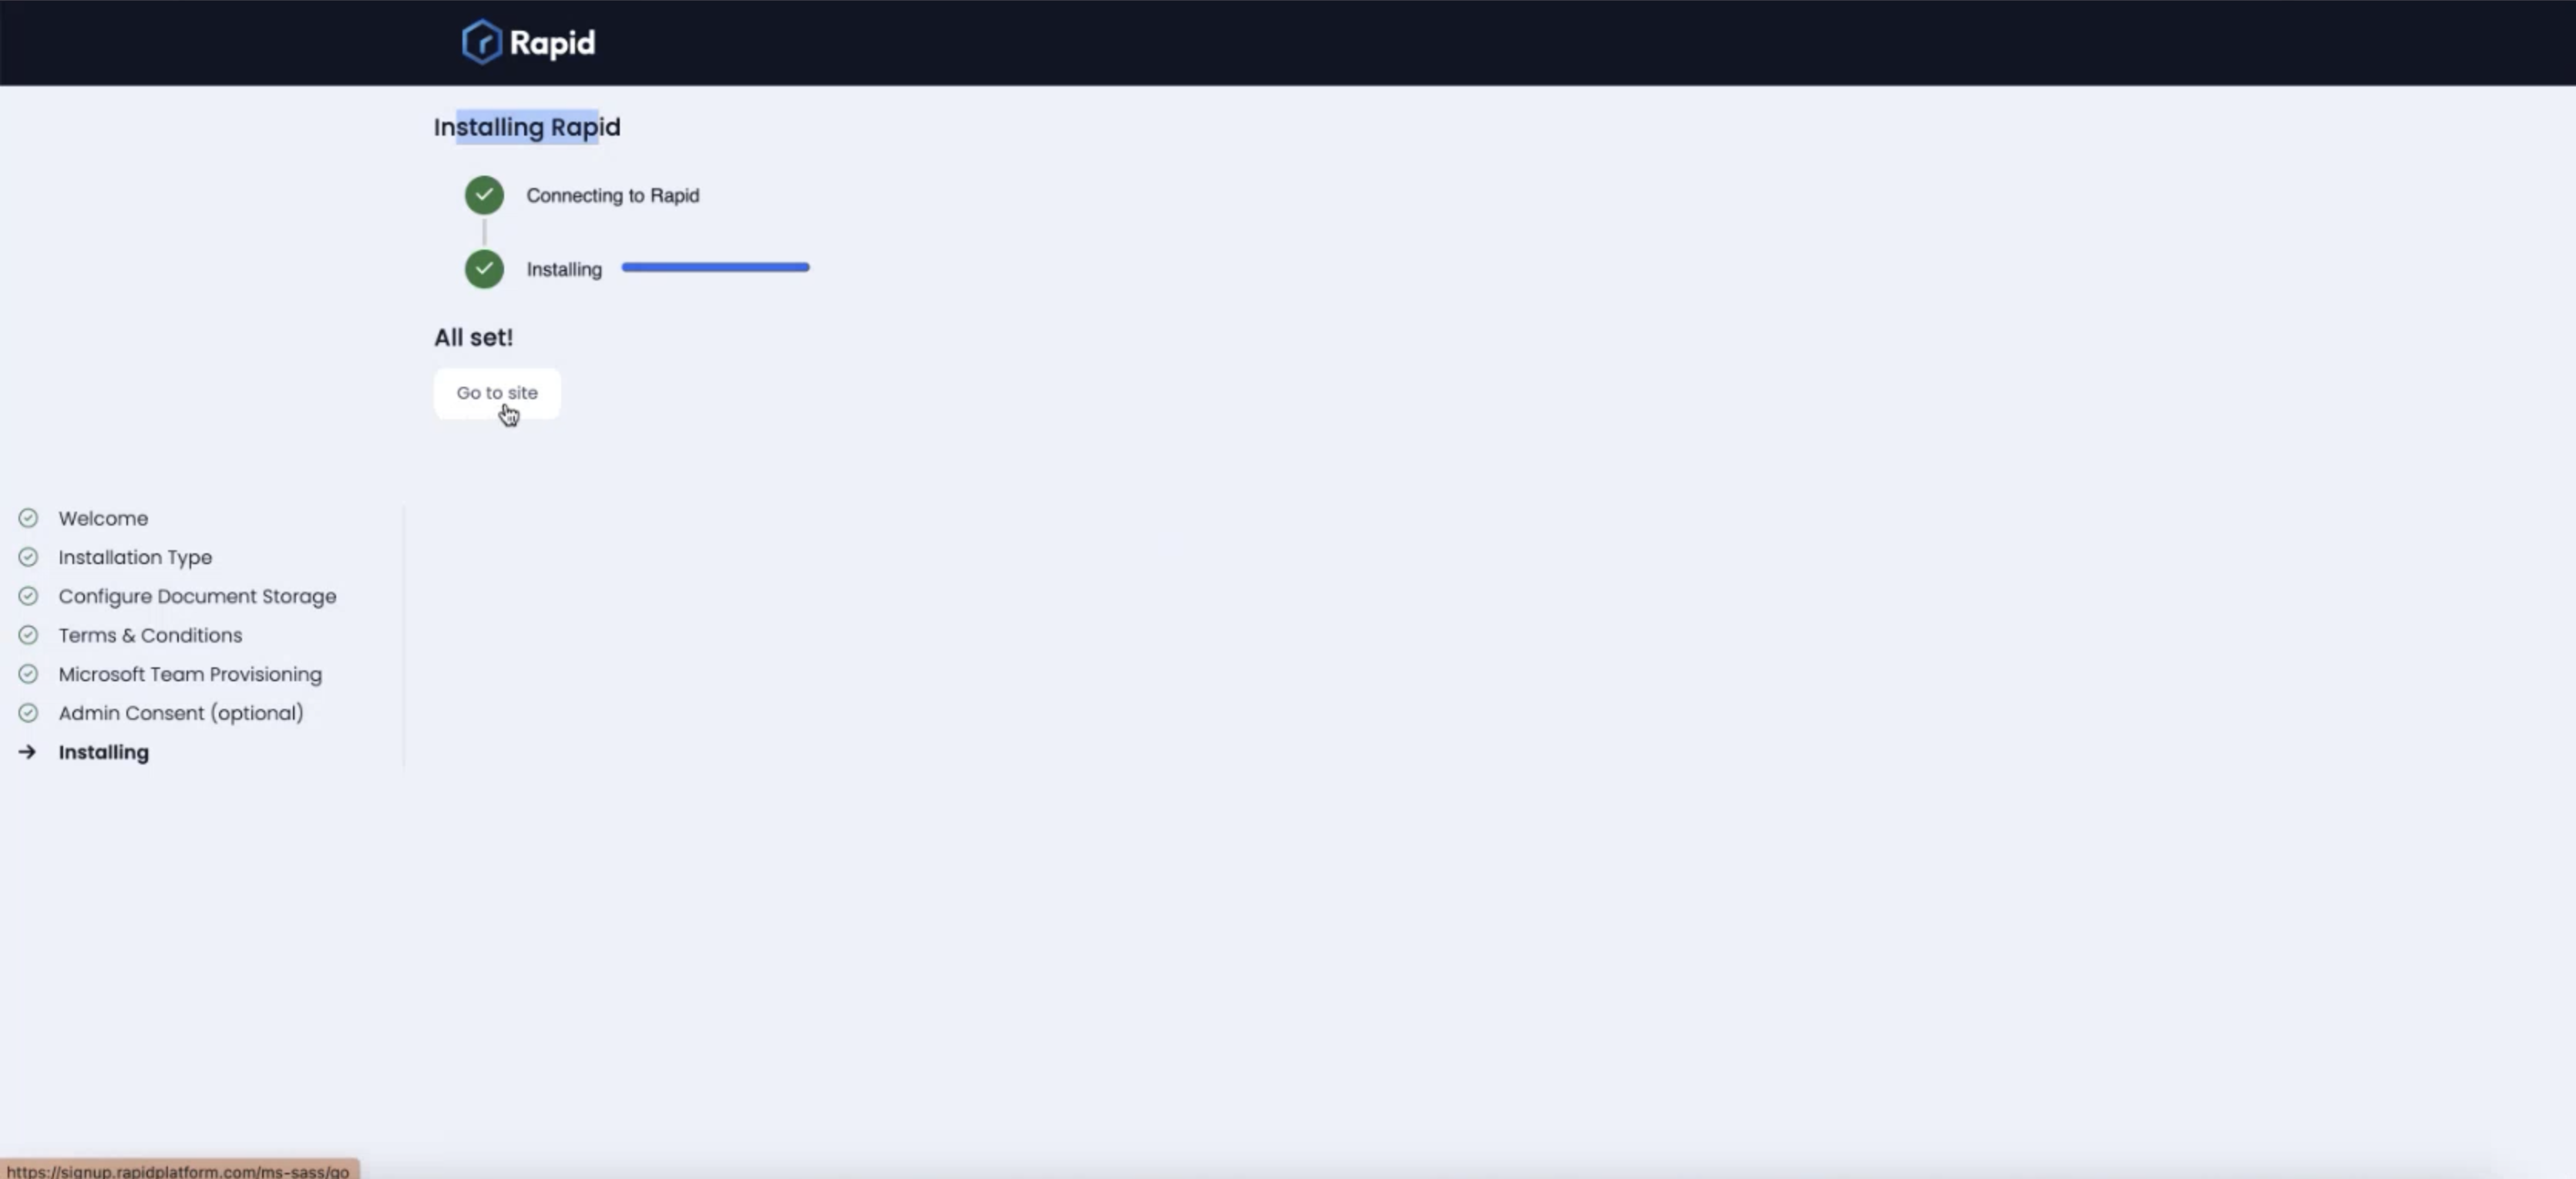 Rapid
Installing Rapid
Connecting to Rapid
Installing
All set!
Go to site
Welcome
Installation Type
Configure Document Storage
Terms & Conditions
Microsoft Team Provisioning
Admin Consent (optional)
Installing
https://signup.rapidplatform.com/ms-sass/go